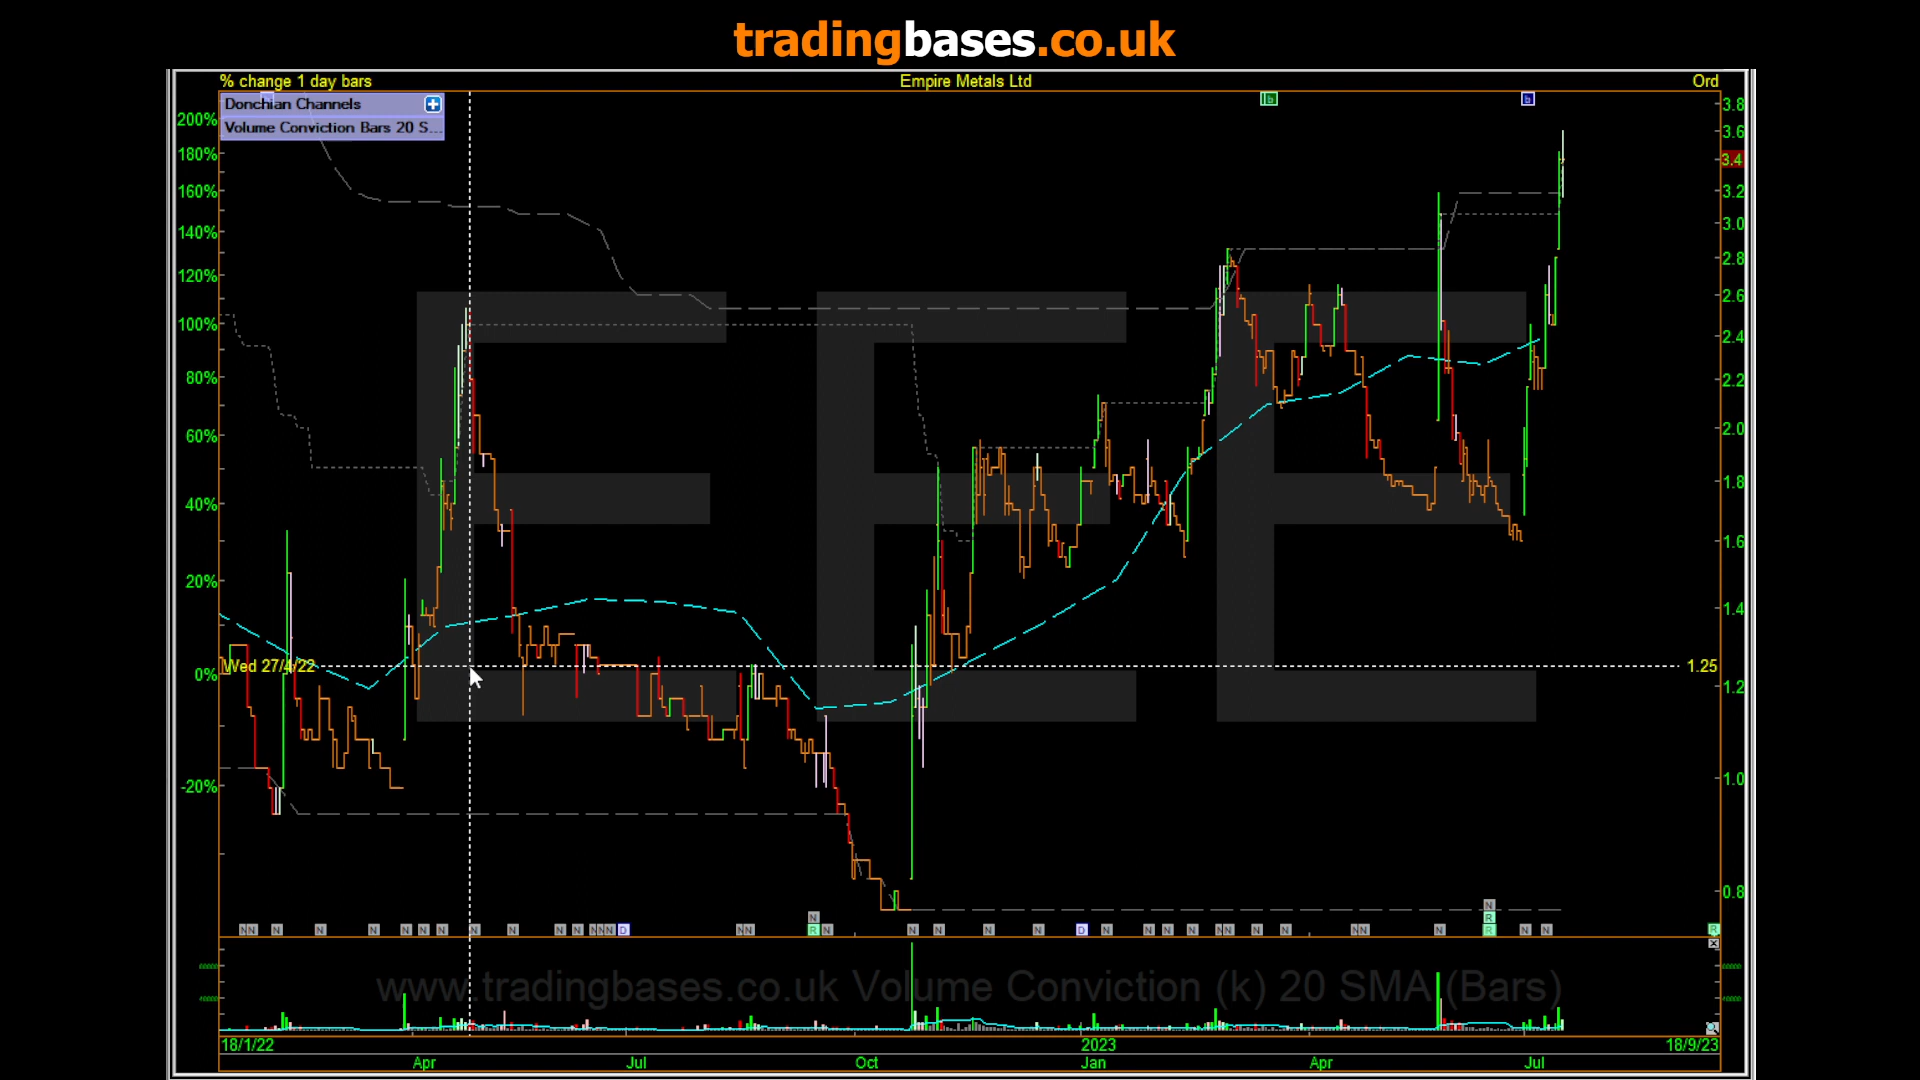 tradingbases.co.uk
% change 1 day bars Empire Metals Ltd Ord
Donchian Channels
Volume Conviction Bars 20 S...
200% 3.8
3.6
180% 3.4
160% 3.2
140% 3.0
2.8
120% 2.6
100% 2.4
80% 2.2
60% 2.0
40% 1.8
1.6
20% 1.4
EEE
Wed 27/4/22 1.25
0% 1.2
-20% 1.0
0.8
www.tradingbases.co.uk Volume Conviction (k) 20 SMA (Bars)
18/1/22 2023 18/9/23
Apr Jul Oct Jan Apr Jul